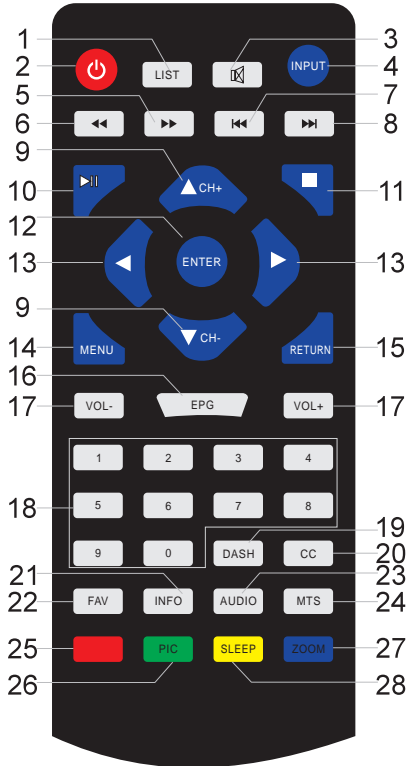 1
3
2
LIST
INPUT
4
5
7
6
8
9
10
CH+
11
12
13
ENTER
13
9
CH-
14
MENU
RETURN
15
16
17
VOL-
EPG
VOL+
17
1 2 3 4
18
5 6 7 8
19
9 0 DASH CC
20
21
23
22
FAV INFO AUDIO MTS
24
25
PIC SLEEP ZOOM
27
26
28